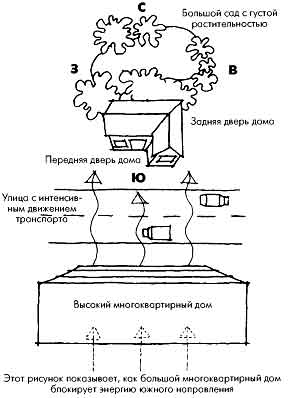 С
Большой сад с густой
растительностью
З
В
Задняя дверь дома
Передняя дверь дома
Ю
Улица с интенсив-
ным движением
транспорта
Высокий многоквартирный дом
Этот рисунок показывает, как большой многоквартирный дом
блокирует энергию южного направления